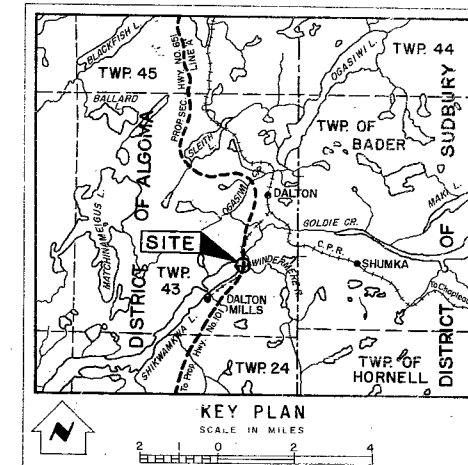 BLACKFISH L.
TWP. 45
BALLARD
PROP. SEC. HWY. NO. 651
LINE 'A'
OGASIWI L.
TWP. 44
SUDBURY
SLEITH
TWP. OF
BADER
DISTRICT OF ALGOMA
OGASIWI CR.
DALTON
MAKI L.
MATCHINAMEIGUS L.
GOLDIE CR.
SITE
C.P.R.
WINDERMERE R.
SHUMKA
To Chapleau
TWP.
43
DALTON
MILLS
DISTRICT OF
SHIKWAMKWA L.
To Prop. Hwy. No. 101
TWP. 24
TWP. OF
HORNELL
N
KEY PLAN
SCALE IN MILES
2 0 2 4